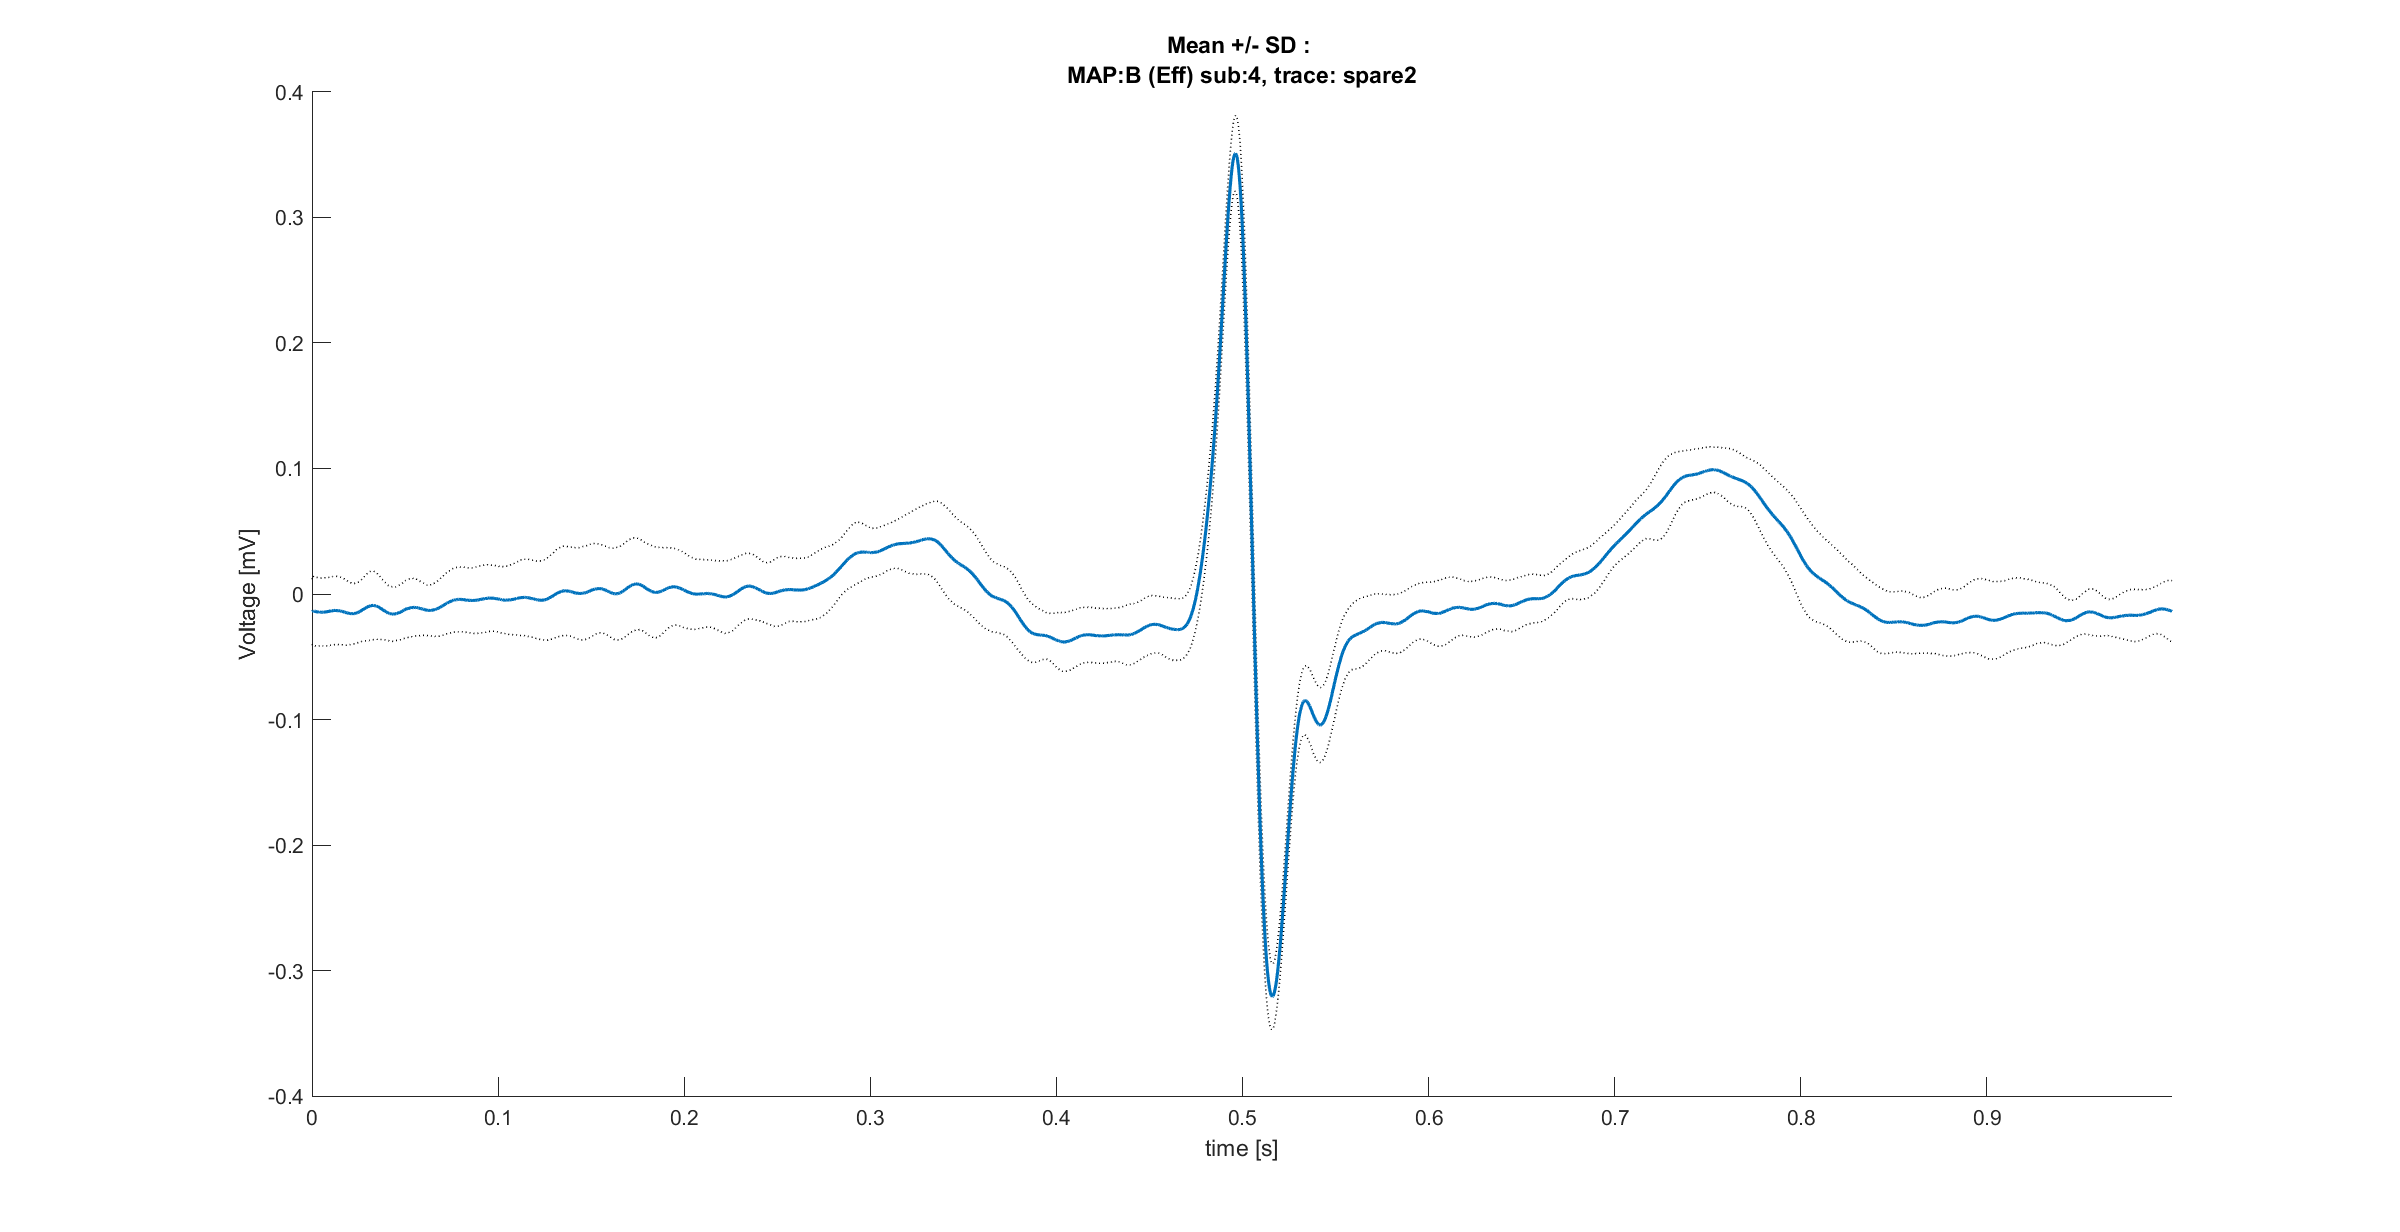 Mean +/- SD :
MAP:B (Eff) sub:4, trace: spare2
0.4
0.3
0.2
0.1
0
-0.1
-0.2
-0.3
-0.4
Voltage [mV]
0 0.1 0.2 0.3 0.4 0.5 0.6 0.7 0.8 0.9
time [s]